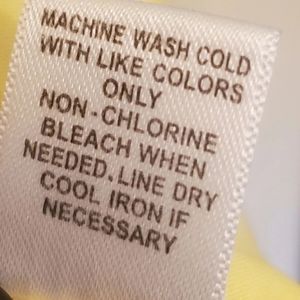 MACHINE WASH COLD
WITH LIKE COLORS
ONLY
NON-CHLORINE
BLEACH WHEN
NEEDED.LINE DRY
COOL IRON IF
NECESSARY